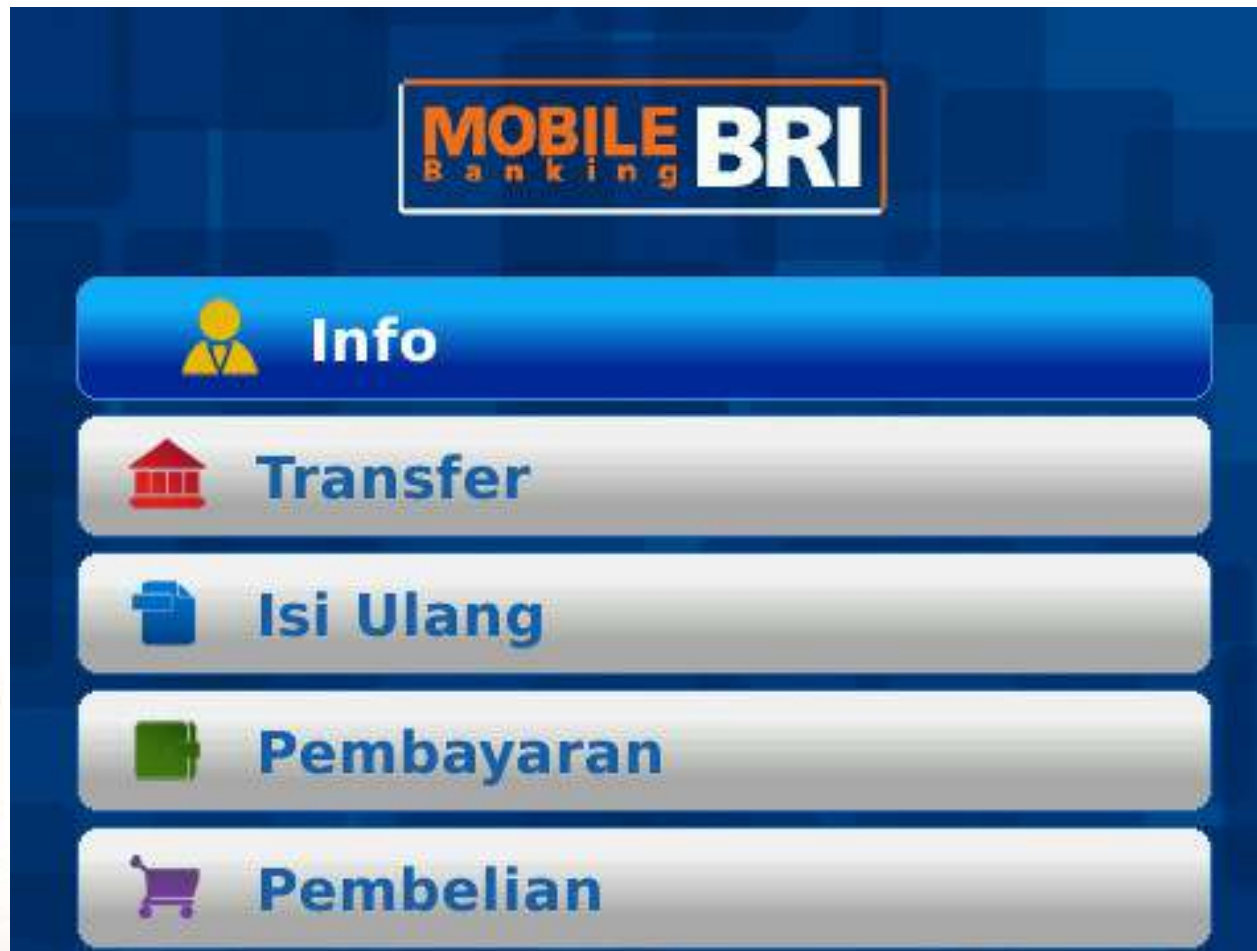 MOBILE BRI
Banking
Info
Transfer
Isi Ulang
Pembayaran
Pembelian